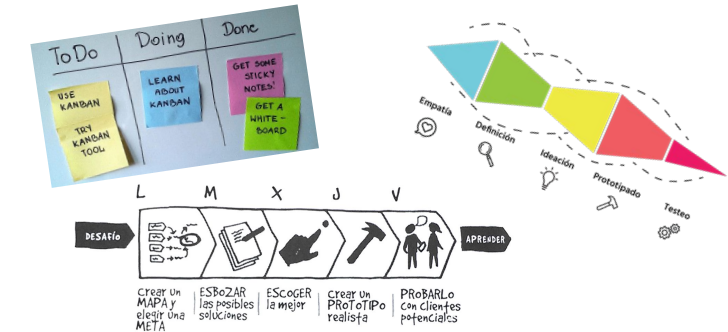 ToDo
Doing
Done
USE
KANBAN
TRY
KANBAN
TOOL
LEARN
ABOUT
KANBAN
GET SOME
STICKY
NOTES!
GET A
WHITE-
BOARD
Empatía
Definición
Ideación
Prototipado
Testeo
L M X J V
DESAFÍO
APRENDER
crear un
MAPA y
elegir una
META
ESBOZAR
las posibles
soluciones
ESCOGER
la mejor
crear un
PROTOTIPO
realista
PROBARLO
con clientes
potenciales